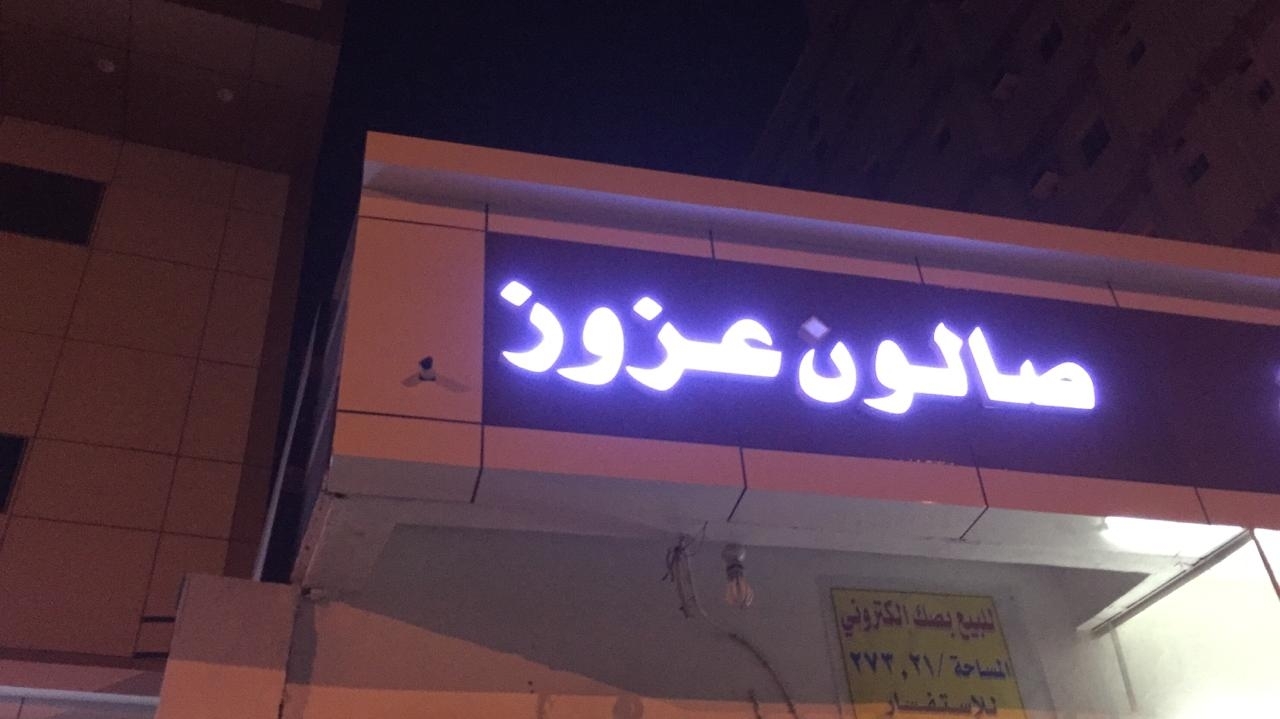 صالون عزوز
للبيع بصك الكتروني
المساحة / ٢٧٣,٢١
للاستفسار